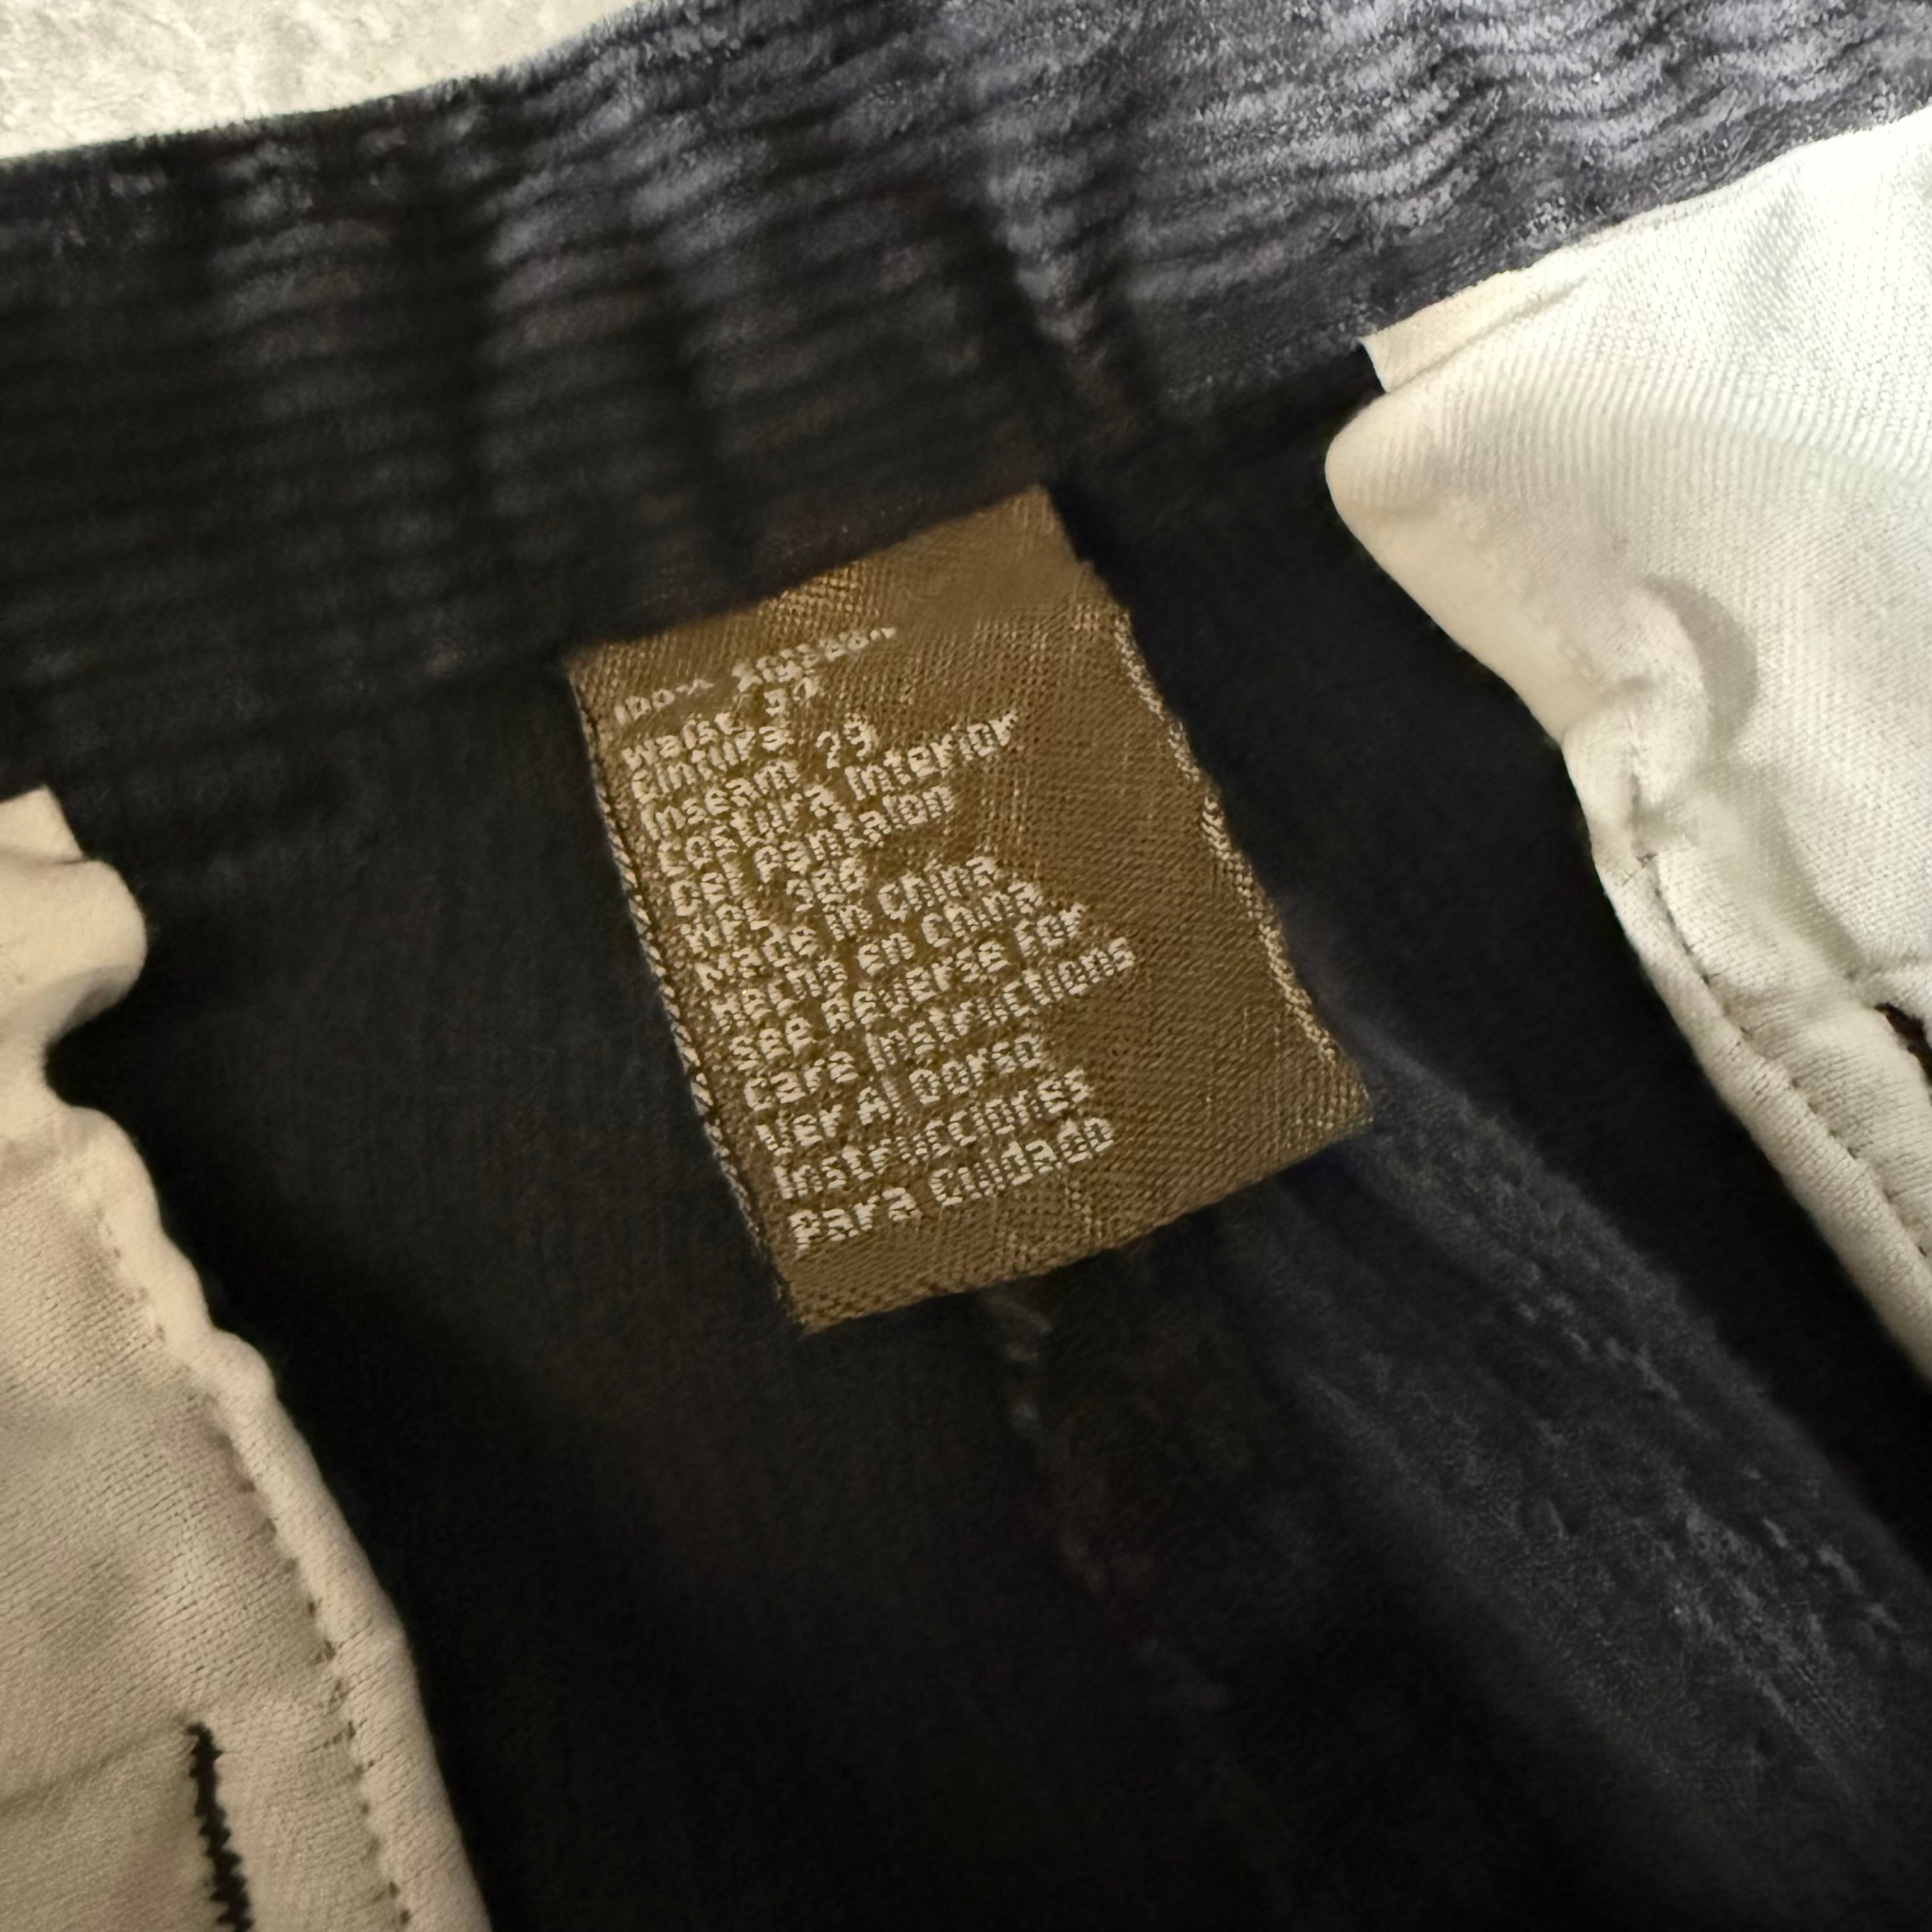 100%
Waist
Cintura
Inseam 29
Costura Interior
Del Pantalon
Made in China
Hecho en China
See Reverse For
Care Instructions
Ver Al Dorso
Instrucciones
Para Cuidado